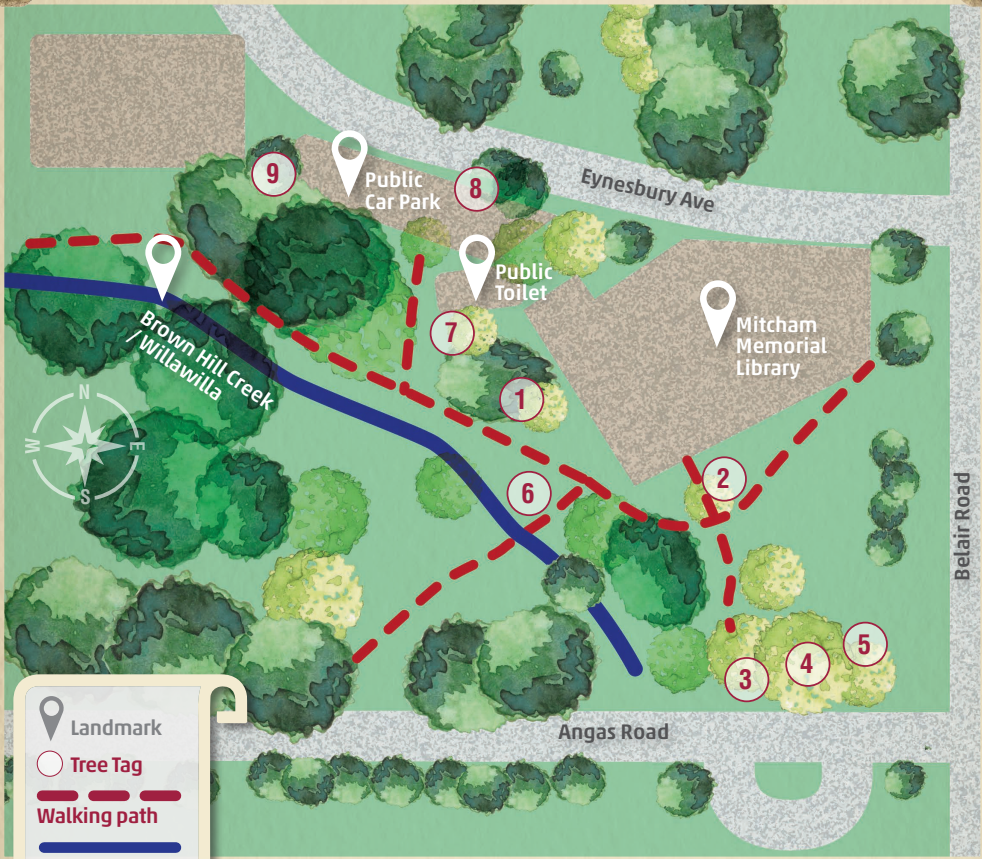 Eynesbury Ave
9
Public
Car Park
8
Public
Toilet
7
Mitcham
Memorial
Library
Brown Hill Creek
/ Willawilla
1
N
W
E
S
2
6
Belair Road
3
4
5
Angas Road
Landmark
Tree Tag
Walking path